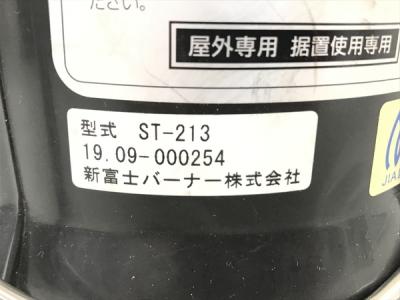 ださい。
屋外専用 据置使用専用
型式 ST-213
19.09-000254
新富士バーナー株式会社